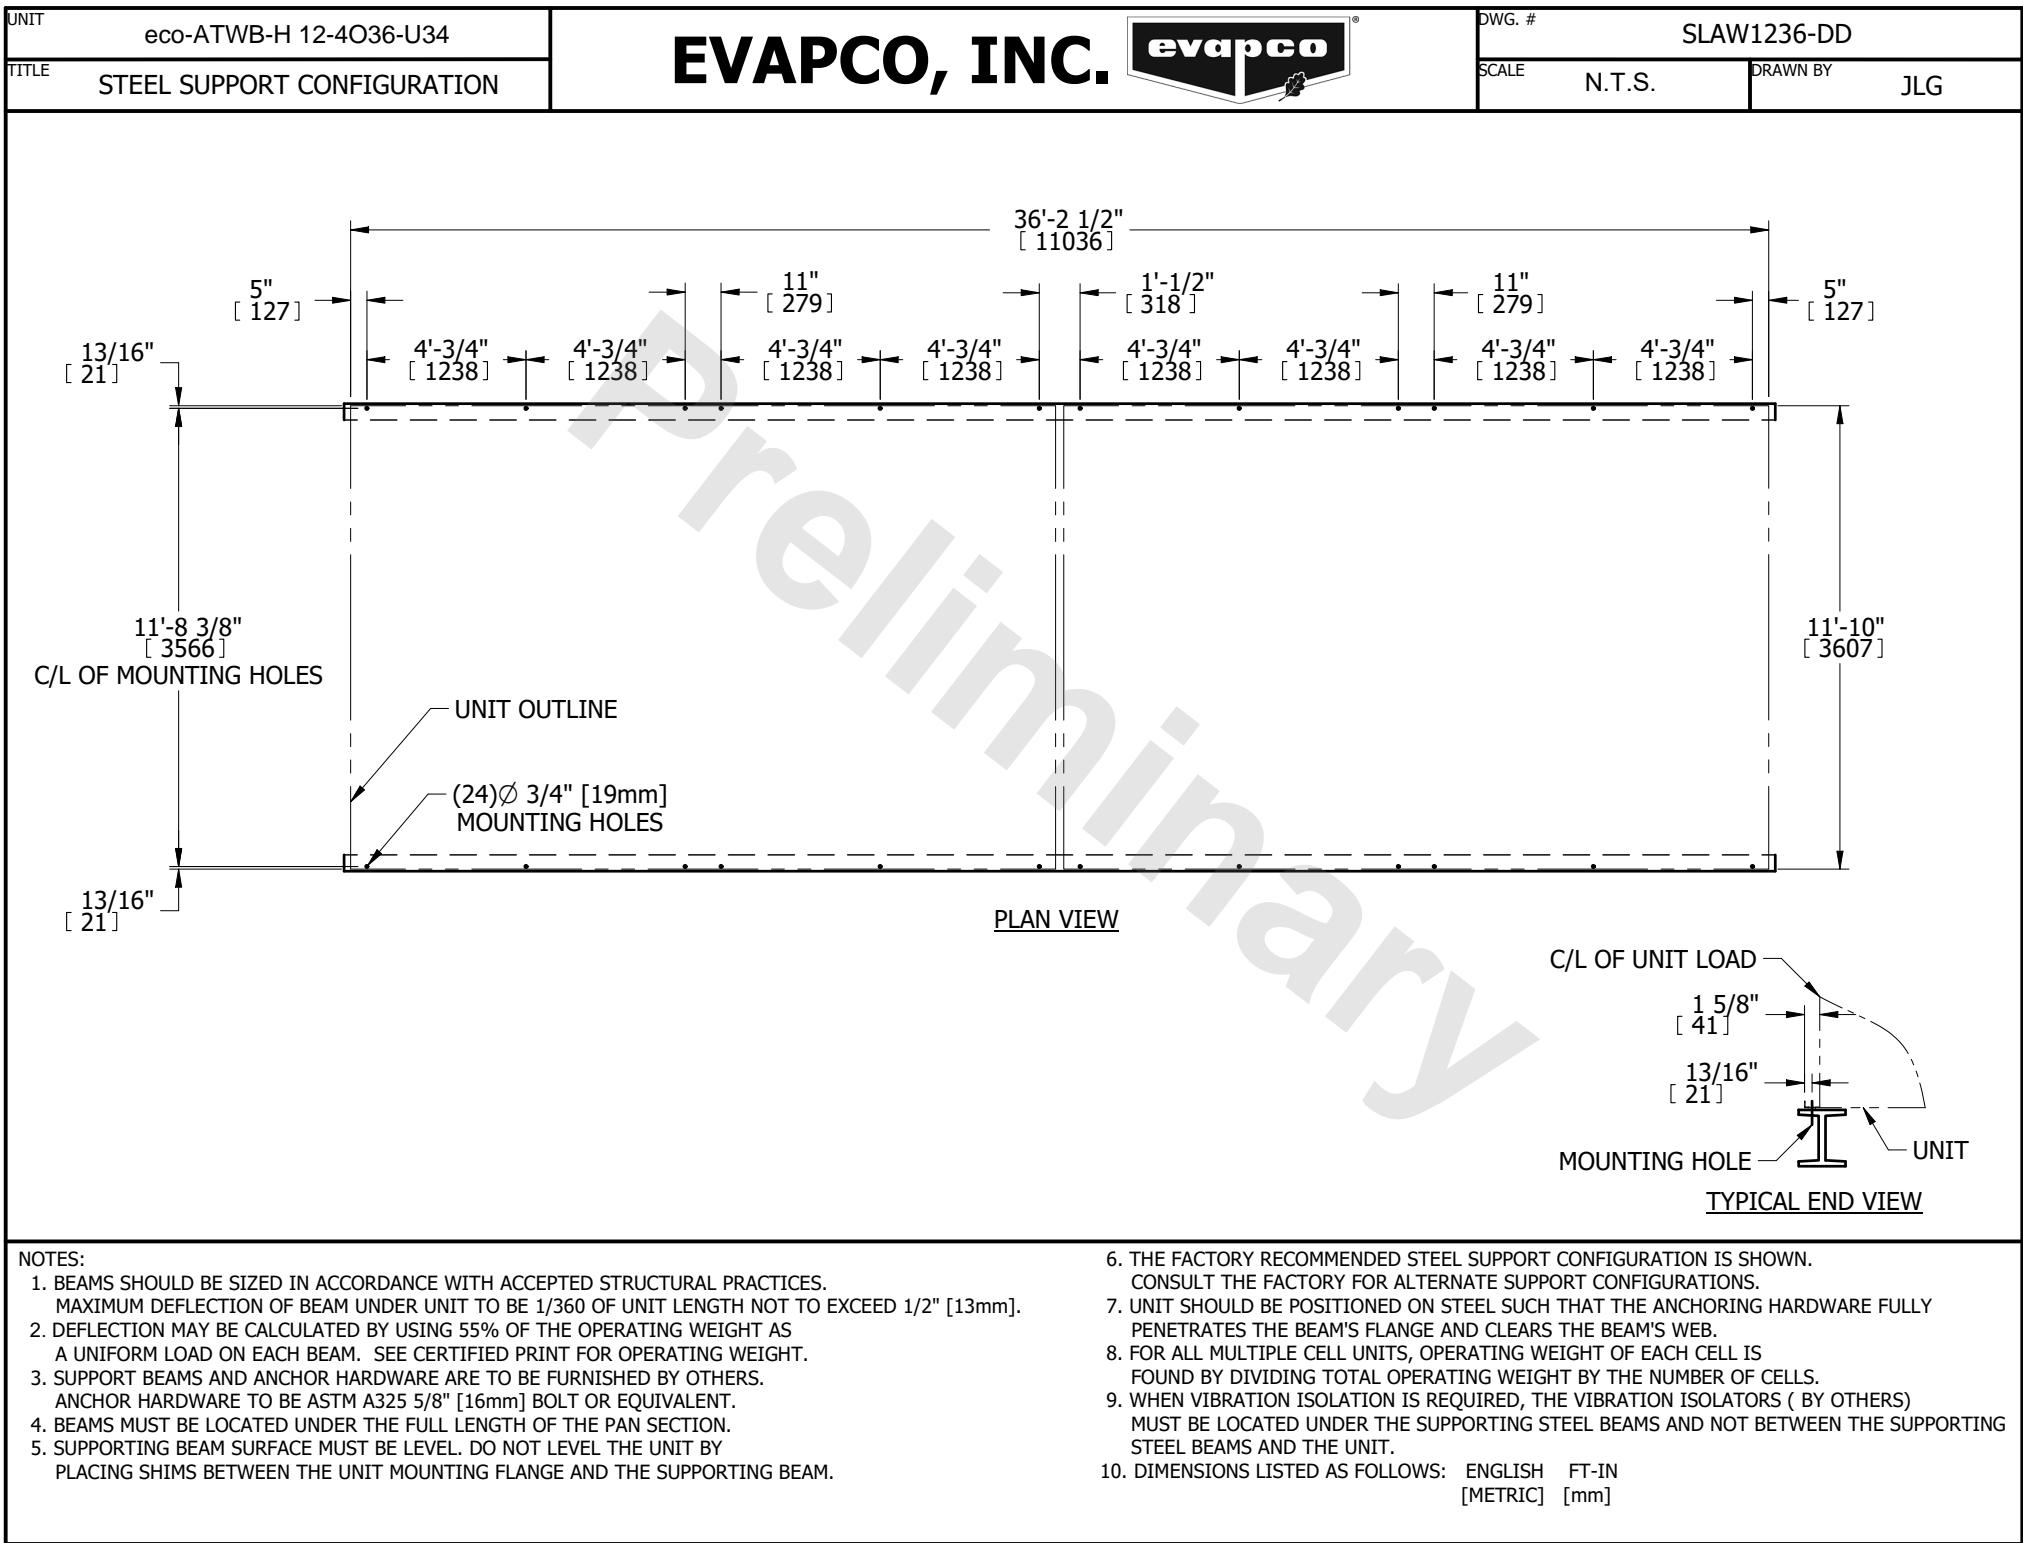 UNIT
eco-ATWB-H 12-4O36-U34
TITLE
STEEL SUPPORT CONFIGURATION
EVAPCO, INC.
evapco
®
DWG. #
SLAW1236-DD
SCALE
N.T.S.
DRAWN BY
JLG
36'-2 1/2"
[ 11036 ]
5"
[ 127 ]
11"
[ 279 ]
1'-1/2"
[ 318 ]
11"
[ 279 ]
5"
[ 127 ]
13/16"
[ 21 ]
4'-3/4"
[ 1238 ]
4'-3/4"
[ 1238 ]
4'-3/4"
[ 1238 ]
4'-3/4"
[ 1238 ]
4'-3/4"
[ 1238 ]
4'-3/4"
[ 1238 ]
4'-3/4"
[ 1238 ]
4'-3/4"
[ 1238 ]
Preliminary
11'-8 3/8"
[ 3566 ]
C/L OF MOUNTING HOLES
11'-10"
[ 3607 ]
UNIT OUTLINE
(24)∅ 3/4" [19mm]
MOUNTING HOLES
13/16"
[ 21 ]
PLAN VIEW
C/L OF UNIT LOAD
1 5/8"
[ 41 ]
13/16"
[ 21 ]
MOUNTING HOLE
UNIT
TYPICAL END VIEW
NOTES:
1. BEAMS SHOULD BE SIZED IN ACCORDANCE WITH ACCEPTED STRUCTURAL PRACTICES.
MAXIMUM DEFLECTION OF BEAM UNDER UNIT TO BE 1/360 OF UNIT LENGTH NOT TO EXCEED 1/2" [13mm].
2. DEFLECTION MAY BE CALCULATED BY USING 55% OF THE OPERATING WEIGHT AS
A UNIFORM LOAD ON EACH BEAM. SEE CERTIFIED PRINT FOR OPERATING WEIGHT.
3. SUPPORT BEAMS AND ANCHOR HARDWARE ARE TO BE FURNISHED BY OTHERS.
ANCHOR HARDWARE TO BE ASTM A325 5/8" [16mm] BOLT OR EQUIVALENT.
4. BEAMS MUST BE LOCATED UNDER THE FULL LENGTH OF THE PAN SECTION.
5. SUPPORTING BEAM SURFACE MUST BE LEVEL. DO NOT LEVEL THE UNIT BY
PLACING SHIMS BETWEEN THE UNIT MOUNTING FLANGE AND THE SUPPORTING BEAM.
6. THE FACTORY RECOMMENDED STEEL SUPPORT CONFIGURATION IS SHOWN.
CONSULT THE FACTORY FOR ALTERNATE SUPPORT CONFIGURATIONS.
7. UNIT SHOULD BE POSITIONED ON STEEL SUCH THAT THE ANCHORING HARDWARE FULLY
PENETRATES THE BEAM'S FLANGE AND CLEARS THE BEAM'S WEB.
8. FOR ALL MULTIPLE CELL UNITS, OPERATING WEIGHT OF EACH CELL IS
FOUND BY DIVIDING TOTAL OPERATING WEIGHT BY THE NUMBER OF CELLS.
9. WHEN VIBRATION ISOLATION IS REQUIRED, THE VIBRATION ISOLATORS ( BY OTHERS)
MUST BE LOCATED UNDER THE SUPPORTING STEEL BEAMS AND NOT BETWEEN THE SUPPORTING
STEEL BEAMS AND THE UNIT.
10. DIMENSIONS LISTED AS FOLLOWS: ENGLISH FT-IN
[METRIC] [mm]